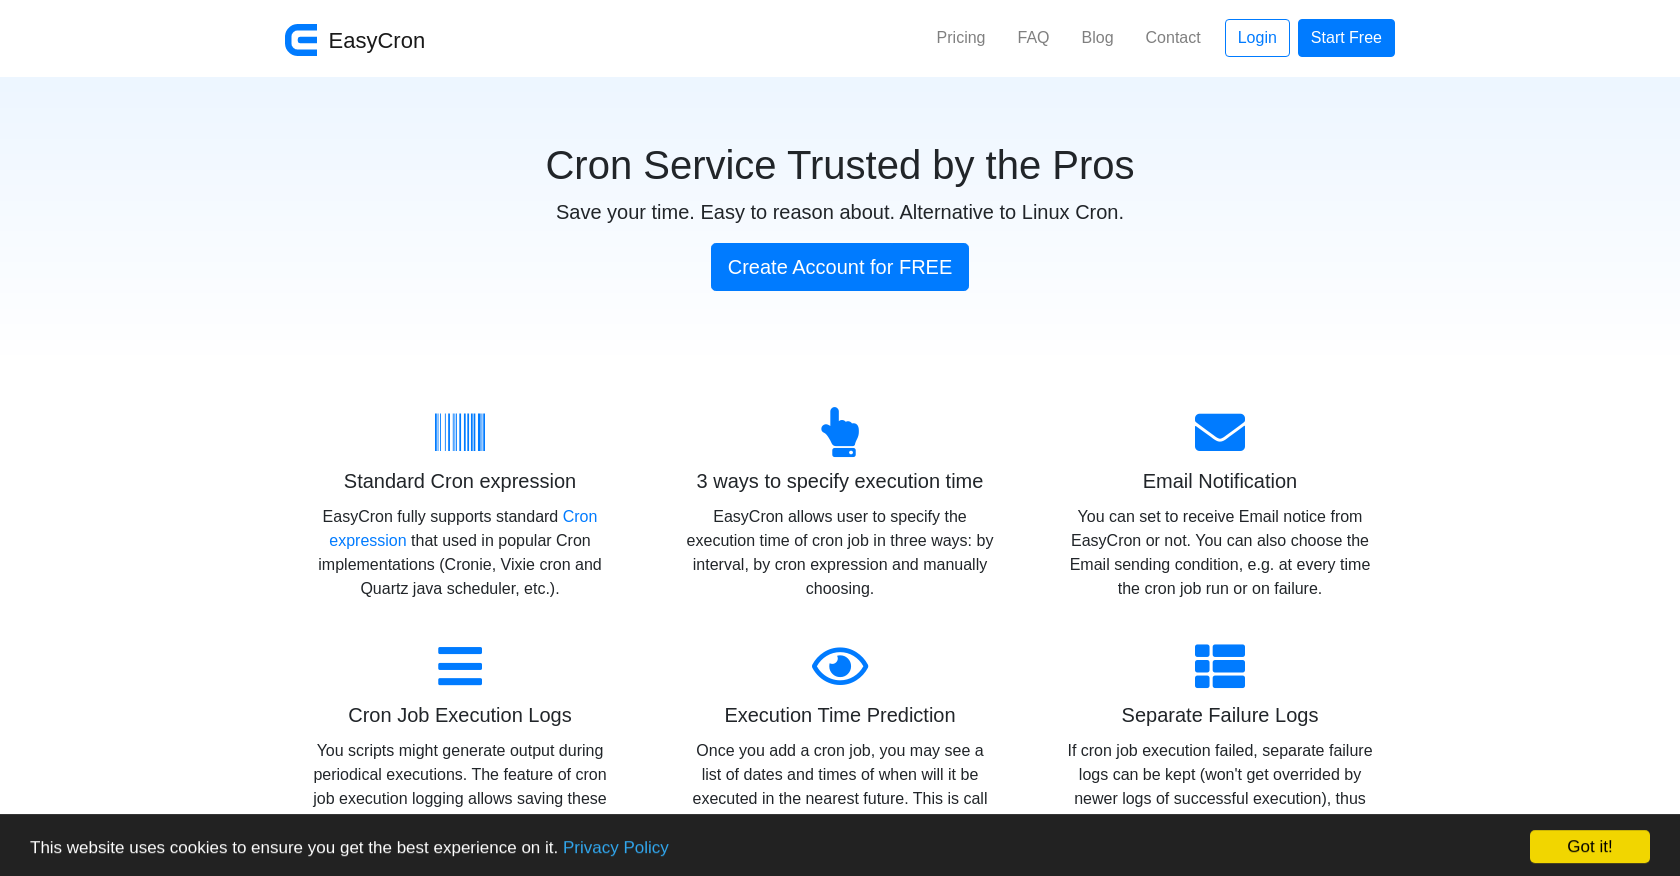 EasyCron
Pricing
FAQ
Blog
Contact
Login
Start Free
Cron Service Trusted by the Pros
Save your time. Easy to reason about. Alternative to Linux Cron.
Create Account for FREE
Standard Cron expression
EasyCron fully supports standard Cron
expression that used in popular Cron
implementations (Cronie, Vixie cron and
Quartz java scheduler, etc.).
3 ways to specify execution time
EasyCron allows user to specify the
execution time of cron job in three ways: by
interval, by cron expression and manually
choosing.
Email Notification
You can set to receive Email notice from
EasyCron or not. You can also choose the
Email sending condition, e.g. at every time
the cron job run or on failure.
Cron Job Execution Logs
You scripts might generate output during
periodical executions. The feature of cron
job execution logging allows saving these
Execution Time Prediction
Once you add a cron job, you may see a
list of dates and times of when will it be
executed in the nearest future. This is call
Separate Failure Logs
If cron job execution failed, separate failure
logs can be kept (won't get overrided by
newer logs of successful execution), thus
This website uses cookies to ensure you get the best experience on it. Privacy Policy
Got it!